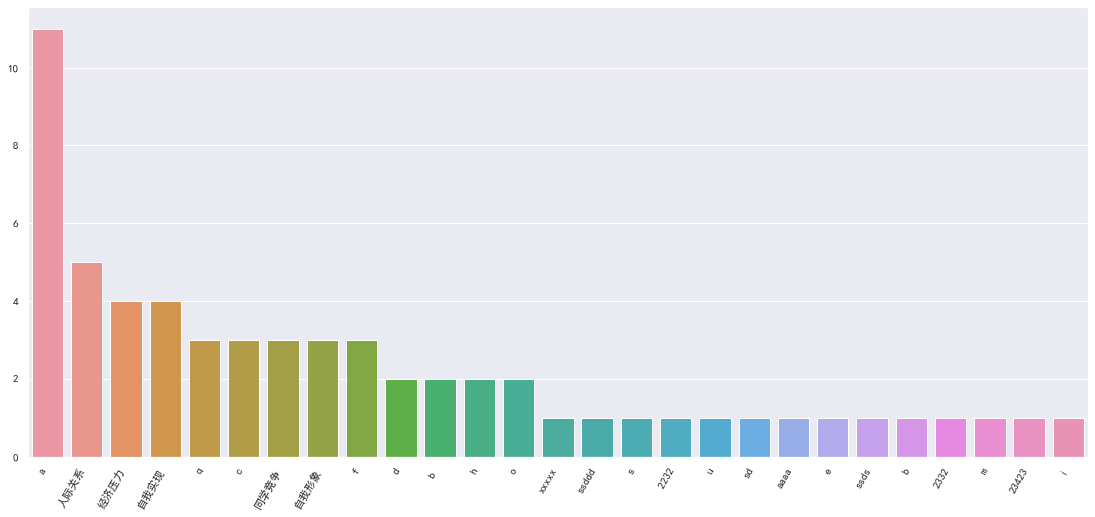 10
8
6
4
2
0
a
人际关系
经济压力
自我实现
q
c
同学竞争
自我形象
f
d
b
h
o
xxxxx
ssddd
s
2232
u
sd
aaaa
e
ssds
b
2332
m
23423
i